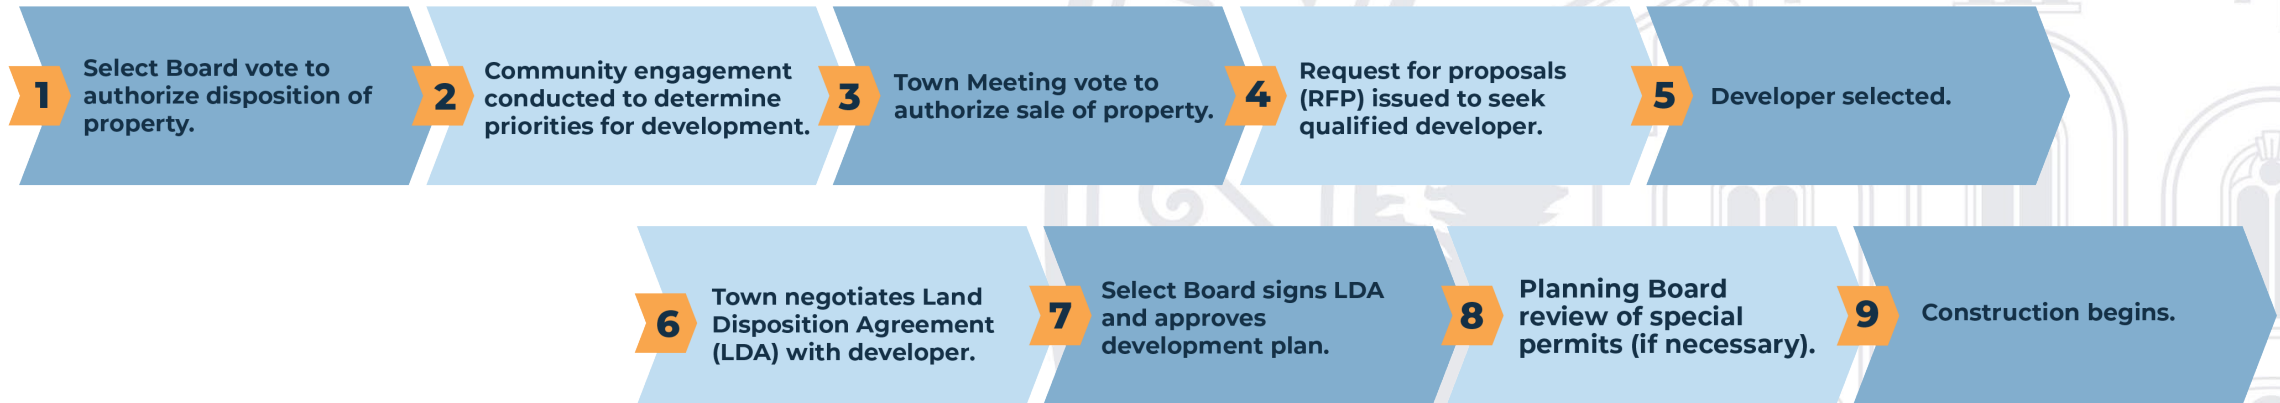 1
Select Board vote to
authorize disposition of
property.
2
Community engagement
conducted to determine
priorities for development.
3
Town Meeting vote to
authorize sale of property.
4
Request for proposals
(RFP) issued to seek
qualified developer.
5
Developer selected.
6
Town negotiates Land
Disposition Agreement
(LDA) with developer.
7
Select Board signs LDA
and approves
development plan.
8
Planning Board
review of special
permits (if necessary).
9
Construction begins.